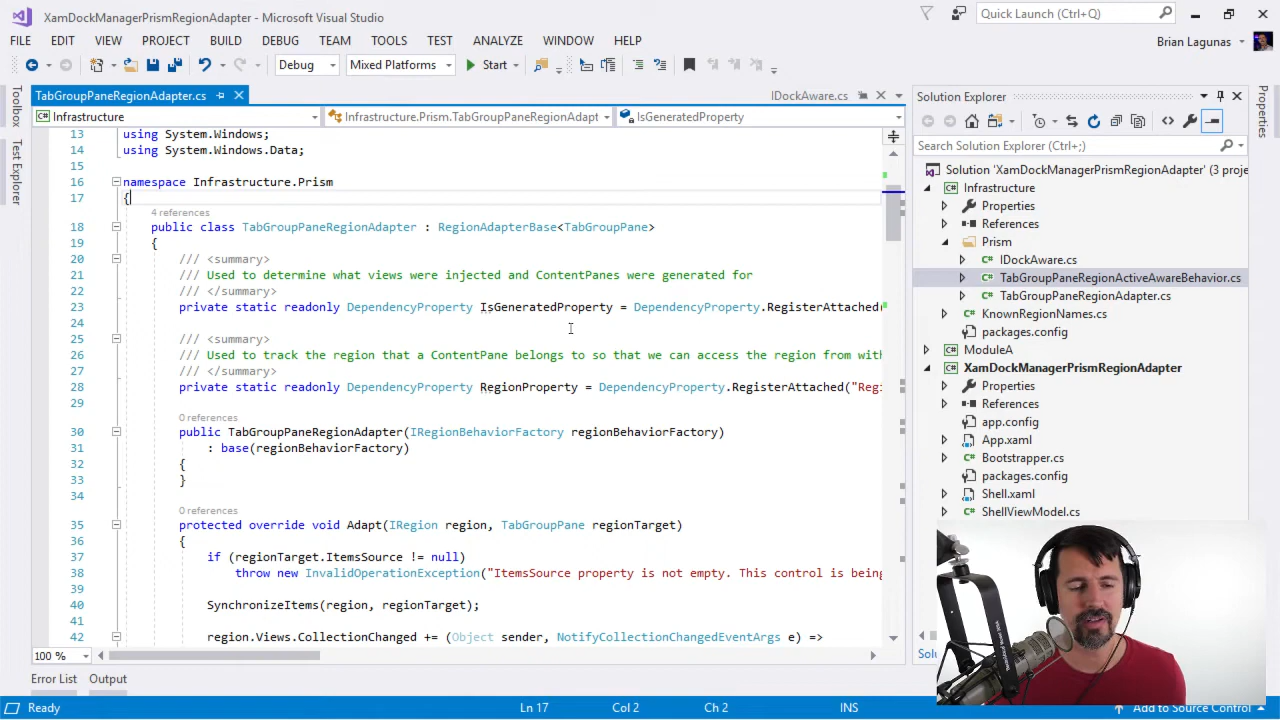 XamDockManagerPrismRegionAdapter - Microsoft Visual Studio
Quick Launch (Ctrl+Q)
FILE EDIT VIEW PROJECT BUILD DEBUG TEAM TOOLS TEST ANALYZE WINDOW HELP
Brian Lagunas
Debug Mixed Platforms Start
Toolbox
Test Explorer
TabGroupPaneRegionAdapter.cs
IDockAware.cs
Infrastructure
Infrastructure.Prism.TabGroupPaneRegionAdapt
IsGeneratedProperty
13 using System.Windows;
14 using System.Windows.Data;
15
16 namespace Infrastructure.Prism
17 {
4 references
18 public class TabGroupPaneRegionAdapter : RegionAdapterBase<TabGroupPane>
19 {
20 /// <summary>
21 /// Used to determine what views were injected and ContentPanes were generated for
22 /// </summary>
23 private static readonly DependencyProperty IsGeneratedProperty = DependencyProperty.RegisterAttached(
24
25 /// <summary>
26 /// Used to track the region that a ContentPane belongs to so that we can access the region from with
27 /// </summary>
28 private static readonly DependencyProperty RegionProperty = DependencyProperty.RegisterAttached("Regi
29
0 references
30 public TabGroupPaneRegionAdapter(IRegionBehaviorFactory regionBehaviorFactory)
31 : base(regionBehaviorFactory)
32 {
33 }
34
0 references
35 protected override void Adapt(IRegion region, TabGroupPane regionTarget)
36 {
37 if (regionTarget.ItemsSource != null)
38 throw new InvalidOperationException("ItemsSource property is not empty. This control is being
39
40 SynchronizeItems(region, regionTarget);
41
42 region.Views.CollectionChanged += (Object sender, NotifyCollectionChangedEventArgs e) =>
100 %
Error List Output
Ready
Ln 17 Col 2 Ch 2 INS
Add to Source Control
Solution Explorer
Search Solution Explorer (Ctrl+;)
Solution 'XamDockManagerPrismRegionAdapter' (3 proje
Infrastructure
Properties
References
Prism
IDockAware.cs
TabGroupPaneRegionActiveAwareBehavior.cs
TabGroupPaneRegionAdapter.cs
KnownRegionNames.cs
packages.config
ModuleA
XamDockManagerPrismRegionAdapter
Properties
References
app.config
App.xaml
Bootstrapper.cs
packages.config
Shell.xaml
ShellViewModel.cs
Solu
Properties